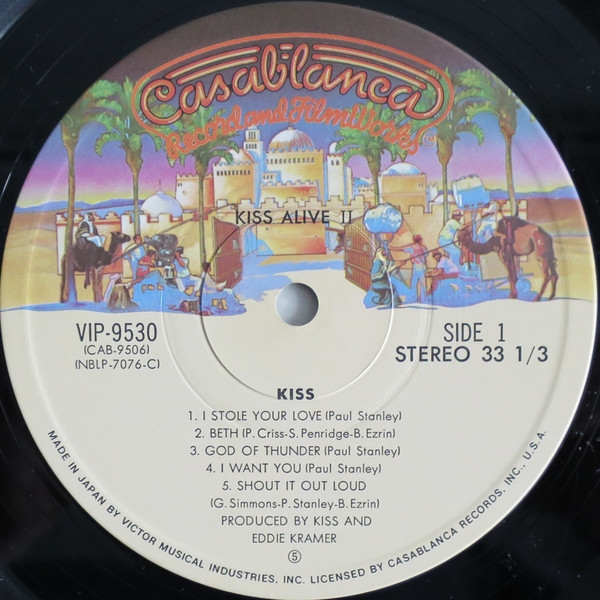 Casablanca
Record and FilmWorks
KISS ALIVE II
VIP-9530
(CAB-9506)
(NBLP-7076-C)
SIDE 1
STEREO 33 1/3
KISS
1. I STOLE YOUR LOVE (Paul Stanley)
2. BETH (P. Criss-S. Penridge-B. Ezrin)
3. GOD OF THUNDER (Paul Stanley)
4. I WANT YOU (Paul Stanley)
5. SHOUT IT OUT LOUD
(G. Simmons-P. Stanley-B. Ezrin)
PRODUCED BY KISS AND
EDDIE KRAMER
5
MADE IN JAPAN BY VICTOR MUSICAL INDUSTRIES, INC. LICENSED BY CASABLANCA RECORDS, INC., U.S.A.